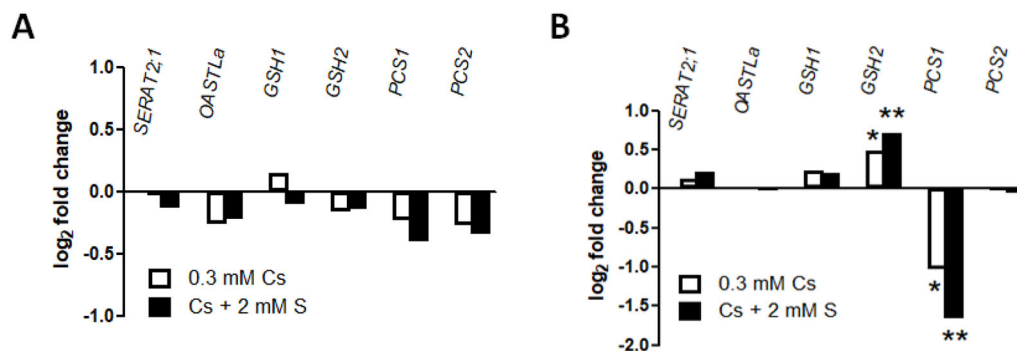 A
SERAT2;1 OASTLa GSH1 GSH2 PCS1 PCS2
1.0
0.5
0.0
-0.5
-1.0
log2 fold change
0.3 mM Cs
Cs + 2 mM S
B
SERAT2;1 OASTLa GSH1 GSH2 PCS1 PCS2
1.0
0.5
0.0
-0.5
-1.0
-1.5
-2.0
log2 fold change
* **
* **
0.3 mM Cs
Cs + 2 mM S